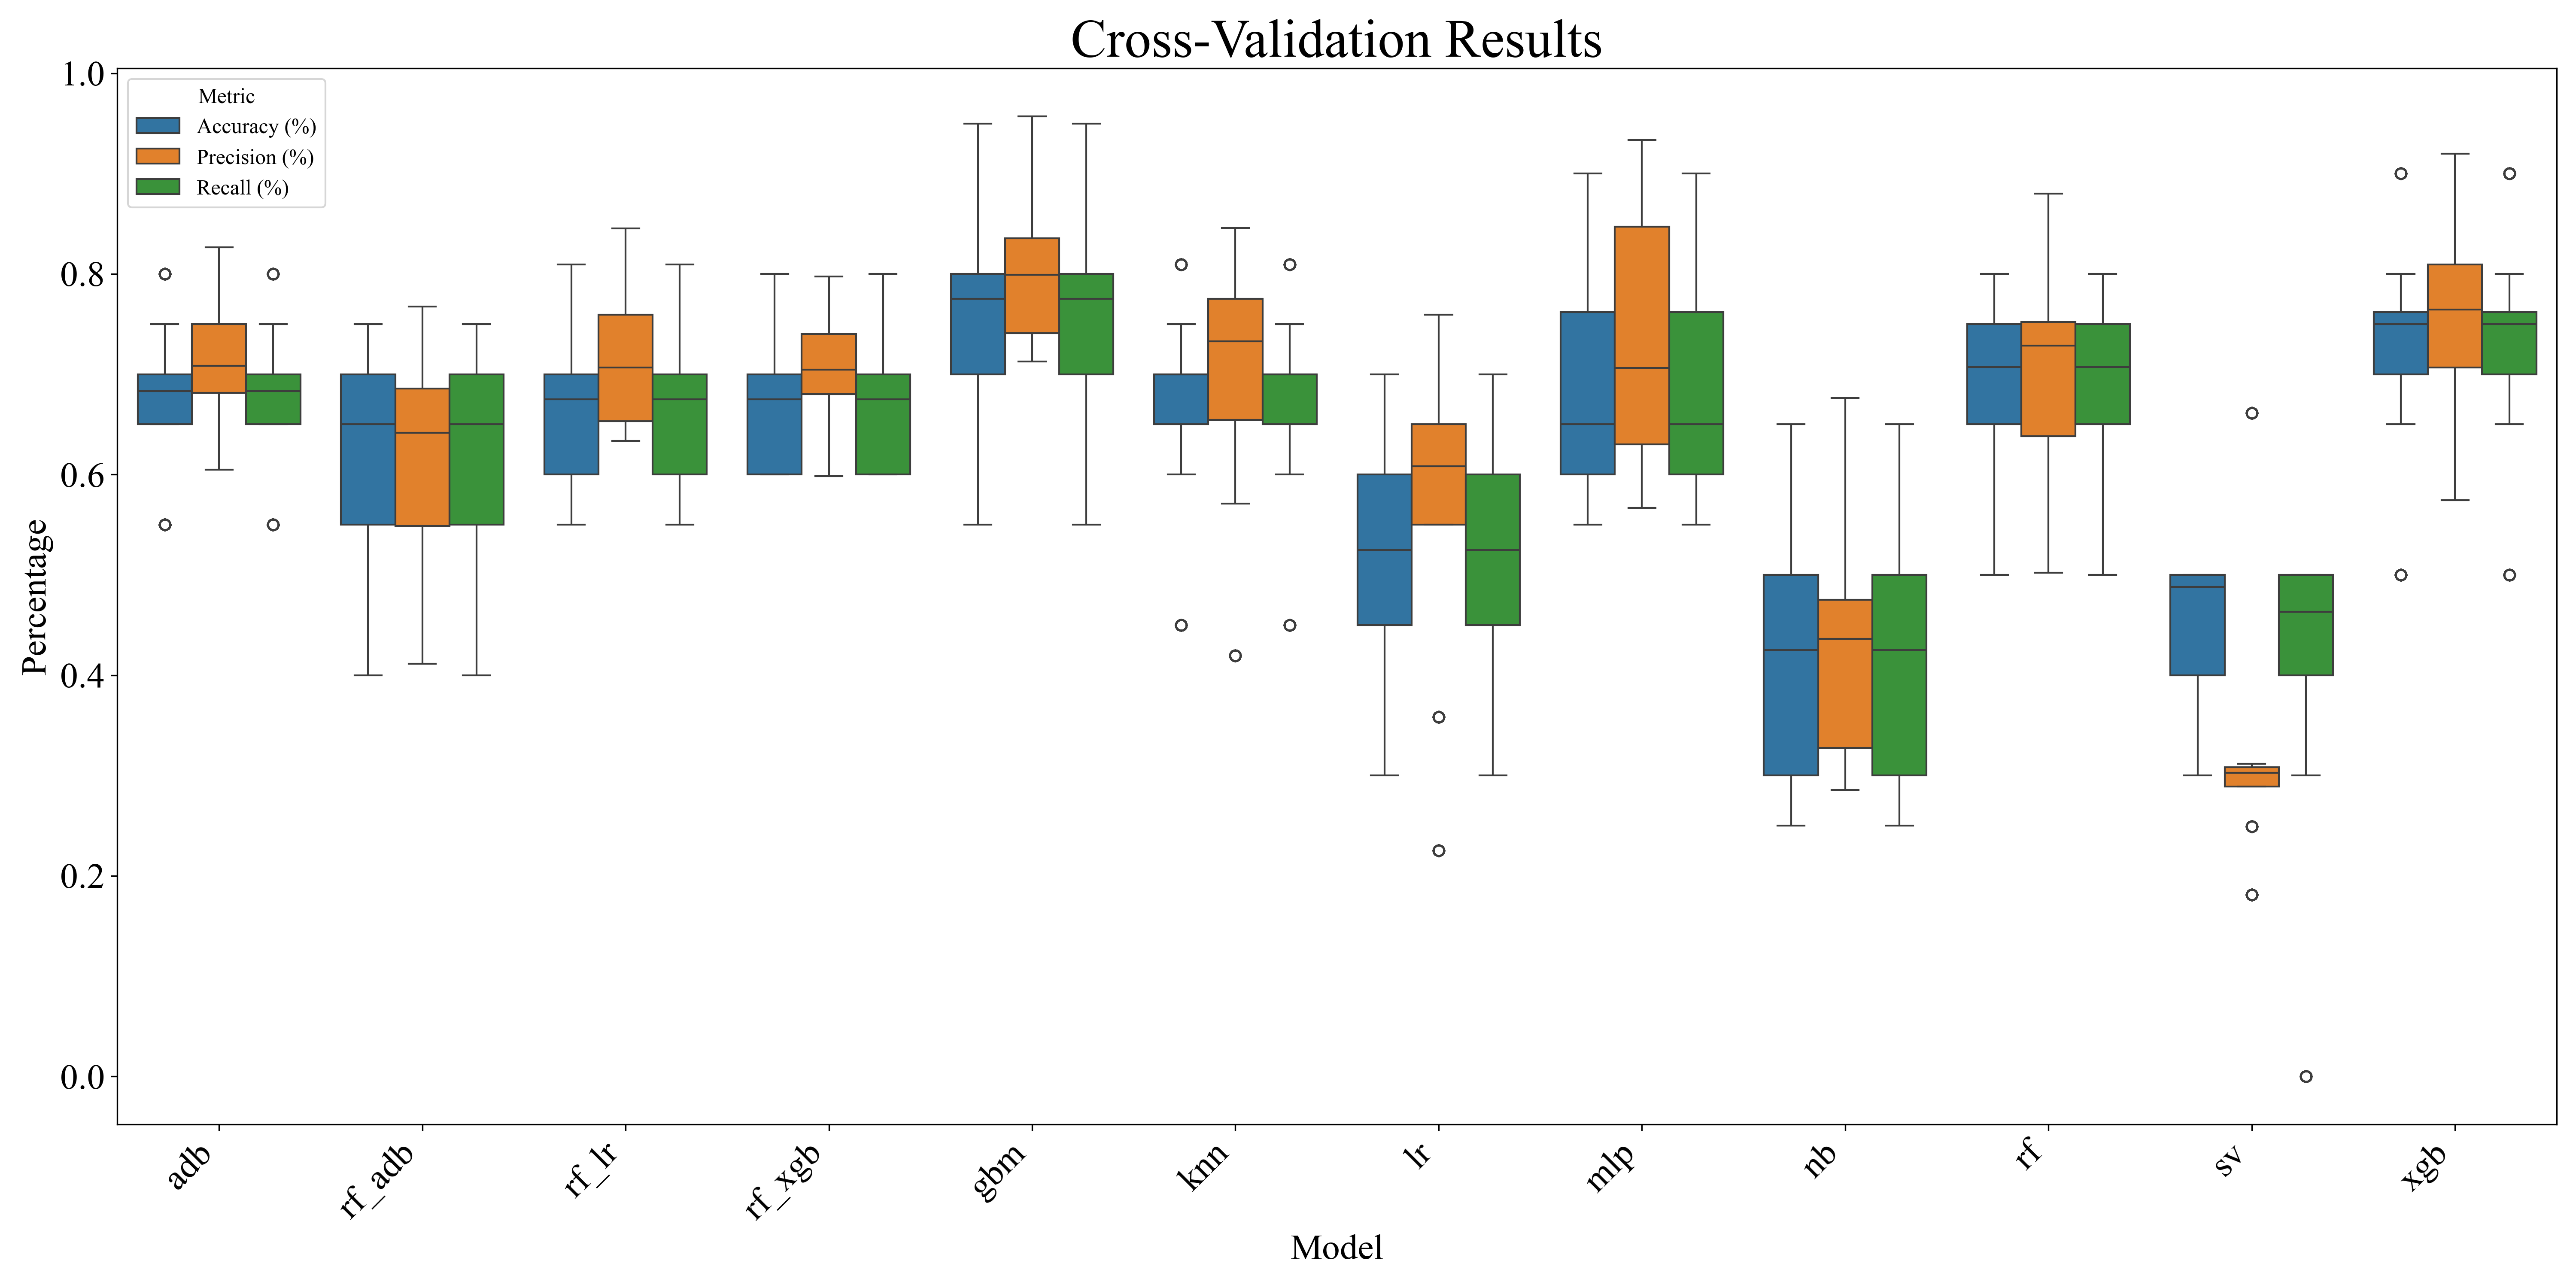 Cross-Validation Results
1.0
0.8
0.6
0.4
0.2
0.0
Percentage
Metric
Accuracy (%)
Precision (%)
Recall (%)
adb
rf_adb
rf_lr
rf_xgb
gbm
knn
lr
mlp
nb
rf
sv
xgb
Model